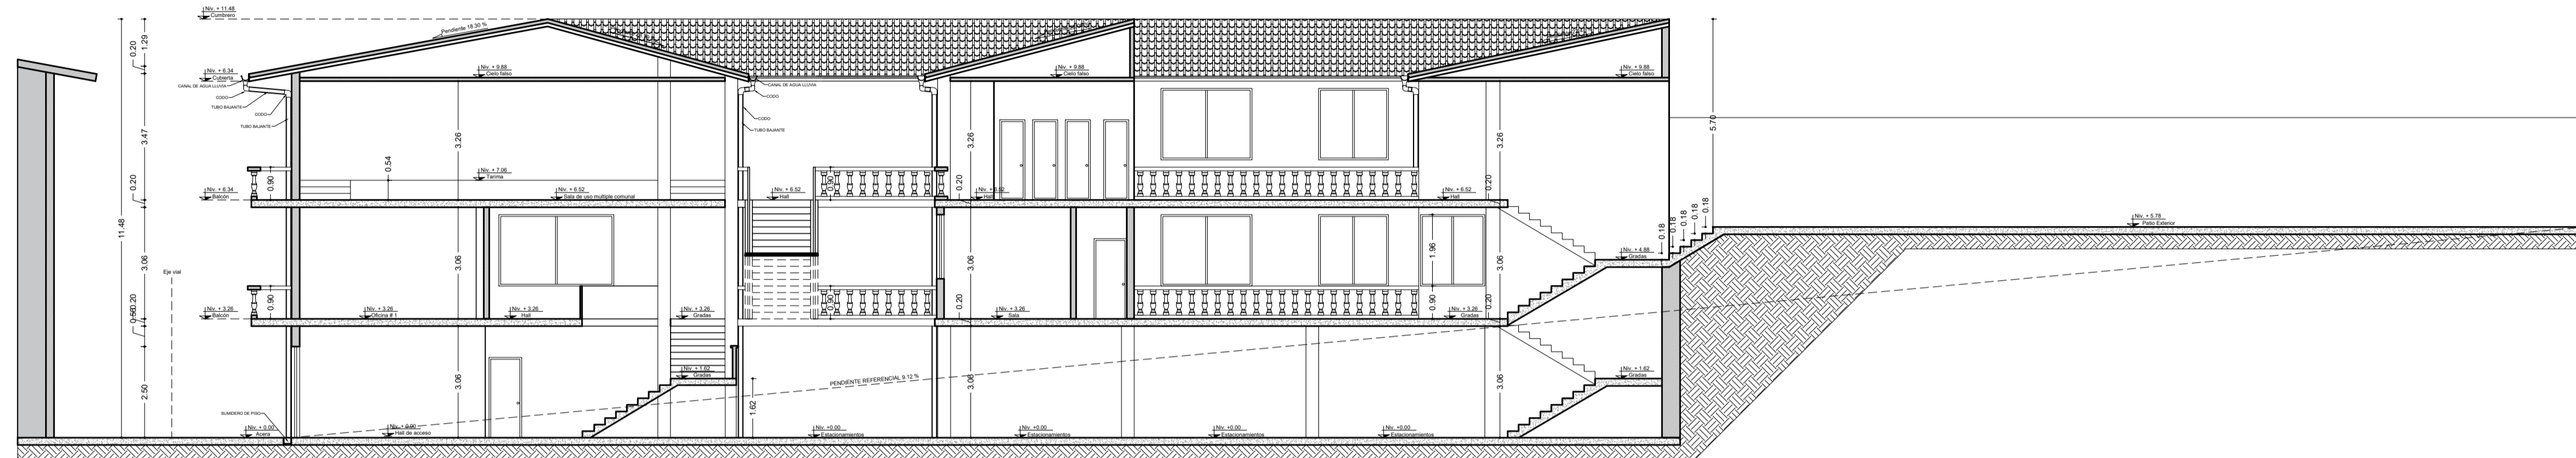 Niv. + 11.48
Cumbrero
Pendiente 18.30 %
0.20
1.29
Niv. + 6.34
Cubierta
CANAL DE AGUA LLUVIA
CODO
TUBO BAJANTE
CODO
TUBO BAJANTE
Niv. + 9.88
Cielo falso
CANAL DE AGUA LLUVIA
CODO
CODO
TUBO BAJANTE
Niv. + 9.88
Cielo falso
Niv. + 9.88
Cielo falso
5.70
3.47
3.26
3.26
3.26
0.54
Niv. + 7.06
Tarima
0.20
0.90
0.90
0.20
0.20
Niv. + 6.34
Balcón
Niv. + 6.52
Sala de uso multiple comunal
Niv. + 6.52
Hall
Niv. + 6.52
Hall
Niv. + 6.52
Hall
11.48
0.18
0.18
0.18
0.18
0.18
Niv. + 5.78
Patio Exterior
3.06
3.06
3.06
1.96
3.06
Niv. + 4.88
Gradas
Eje vial
0.20
0.90
0.90
0.20
0.90
0.20
Niv. + 3.26
Balcón
Niv. + 3.26
Oficina # 1
Niv. + 3.26
Hall
Niv. + 3.26
Gradas
Niv. + 3.26
Sala
Niv. + 3.26
Gradas
2.50
3.06
3.06
3.06
Niv. + 1.62
Gradas
PENDIENTE REFERENCIAL 9.12 %
Niv. + 1.62
Gradas
1.62
SUMIDERO DE PISO
Niv. + 0.00
Acera
Niv. + 0.00
Hall de acceso
Niv. +0.00
Estacionamientos
Niv. +0.00
Estacionamientos
Niv. +0.00
Estacionamientos
Niv. +0.00
Estacionamientos